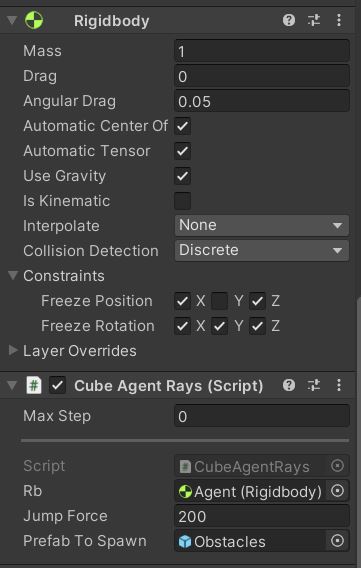 Rigidbody
Mass 1
Drag 0
Angular Drag 0.05
Automatic Center Of
Automatic Tensor
Use Gravity
Is Kinematic
Interpolate None
Collision Detection Discrete
Constraints
Freeze Position X Y Z
Freeze Rotation X Y Z
Layer Overrides
# Cube Agent Rays (Script)
Max Step 0
Script # CubeAgentRays
Rb Agent (Rigidbody)
Jump Force 200
Prefab To Spawn Obstacles